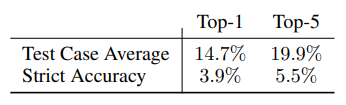 Top-1 Top-5
Test Case Average 14.7% 19.9%
Strict Accuracy 3.9% 5.5%